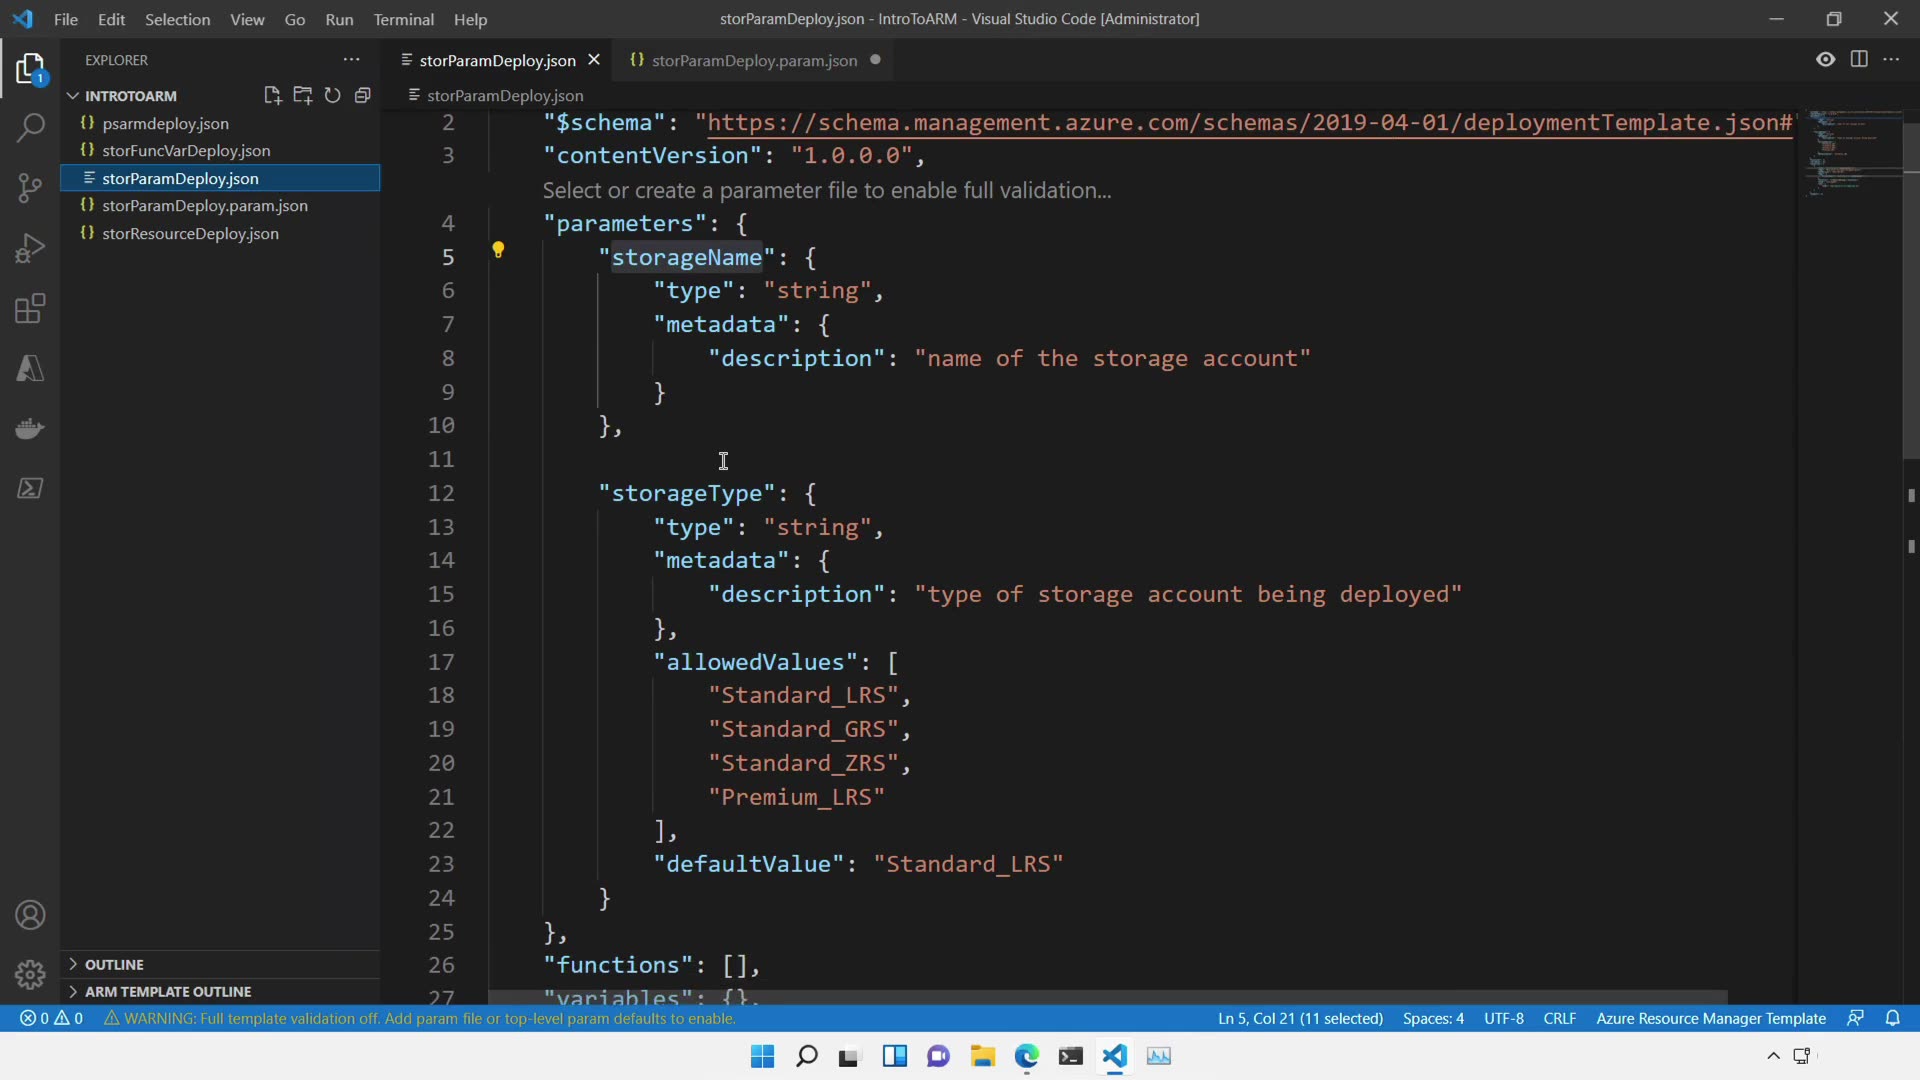 File Edit Selection View Go Run Terminal Help
storParamDeploy.json - IntroToARM - Visual Studio Code [Administrator]
EXPLORER
storParamDeploy.json
storParamDeploy.param.json
INTROTOARM
storParamDeploy.json
psarmdeploy.json
storFuncVarDeploy.json
storParamDeploy.json
storParamDeploy.param.json
storResourceDeploy.json
1
2 "$schema": "https://schema.management.azure.com/schemas/2019-04-01/deploymentTemplate.json#"
3 "contentVersion": "1.0.0.0",
Select or create a parameter file to enable full validation...
4 "parameters": {
5 "storageName": {
6 "type": "string",
7 "metadata": {
8 "description": "name of the storage account"
9 }
10 },
11
12 "storageType": {
13 "type": "string",
14 "metadata": {
15 "description": "type of storage account being deployed"
16 },
17 "allowedValues": [
18 "Standard_LRS",
19 "Standard_GRS",
20 "Standard_ZRS",
21 "Premium_LRS"
22 ],
23 "defaultValue": "Standard_LRS"
24 }
25 },
26 "functions": [],
27 "variables": {},
OUTLINE
ARM TEMPLATE OUTLINE
0 0 WARNING: Full template validation off. Add param file or top-level param defaults to enable.
Ln 5, Col 21 (11 selected) Spaces: 4 UTF-8 CRLF Azure Resource Manager Template